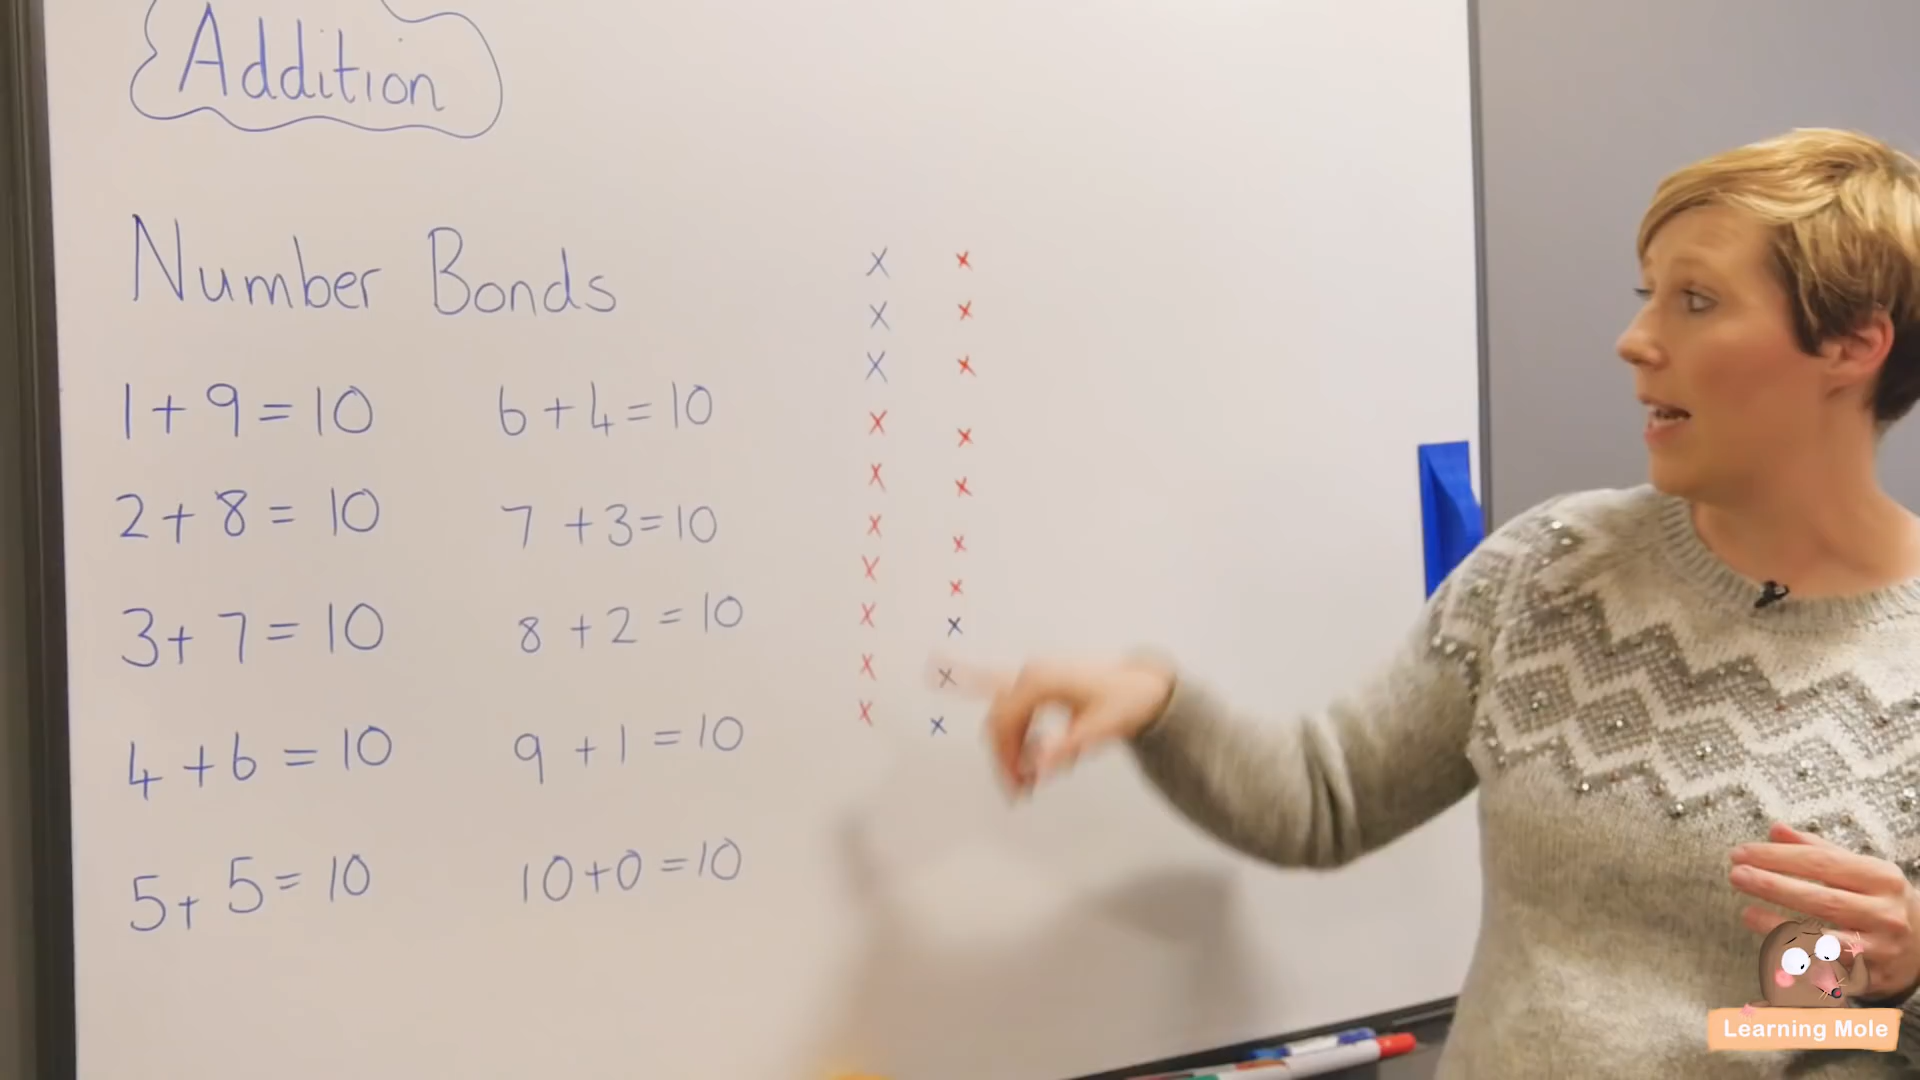 Addition
Number Bonds
1 + 9 = 10
2 + 8 = 10
3 + 7 = 10
4 + 6 = 10
5 + 5 = 10
6 + 4 = 10
7 + 3 = 10
8 + 2 = 10
9 + 1 = 10
10 + 0 = 10
x x
x x
x x
x x
x x
x x
x x
x x
x x
x x
Learning Mole